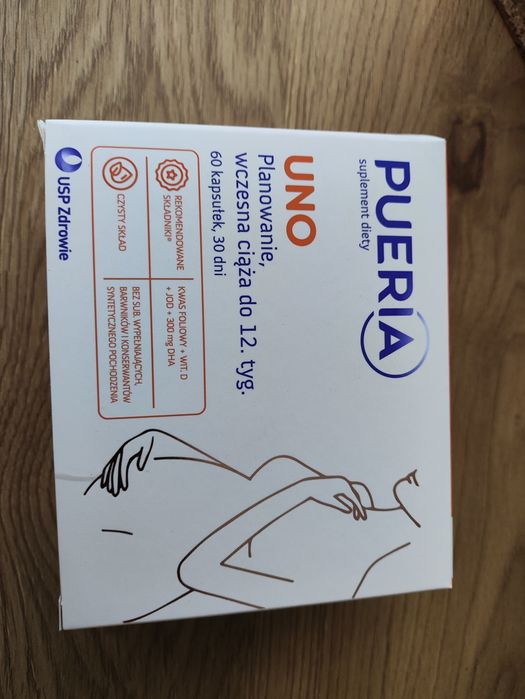 PUERIA
suplement diety
UNO
Planowanie,
wczesna ciąża do 12. tyg.
60 kapsułek, 30 dni
REKOMENDOWANE
SKŁADNIKI*
KWAS FOLIOWY + WIT. D
+ JOD + 300 mg DHA
CZYSTY SKŁAD
BEZ SUB. WYPEŁNIAJĄCYCH,
BARWNIKÓW I KONSERWANTÓW
SYNTETYCZNEGO POCHODZENIA
USP Zdrowie